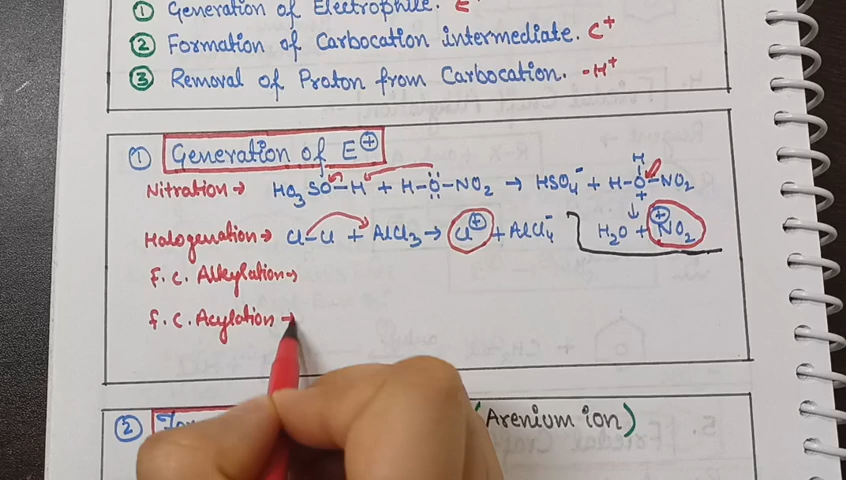 ① Generation of Electrophile. E
② Formation of Carbocation intermediate. C⁺
③ Removal of Proton from Carbocation. -H⁺
① Generation of E⊕
Nitration → HO₃SO-H + H-Ö-NO₂ → HSO₄⁻ + H-O-NO₂
H
+
↓
H₂O + ⊕NO₂
Halogenation → Cl-Cl + AlCl₃ → Cl⊕ + AlCl₄⁻
F.C. Alkylation →
F.C. Acylation →
② (Arenium ion)